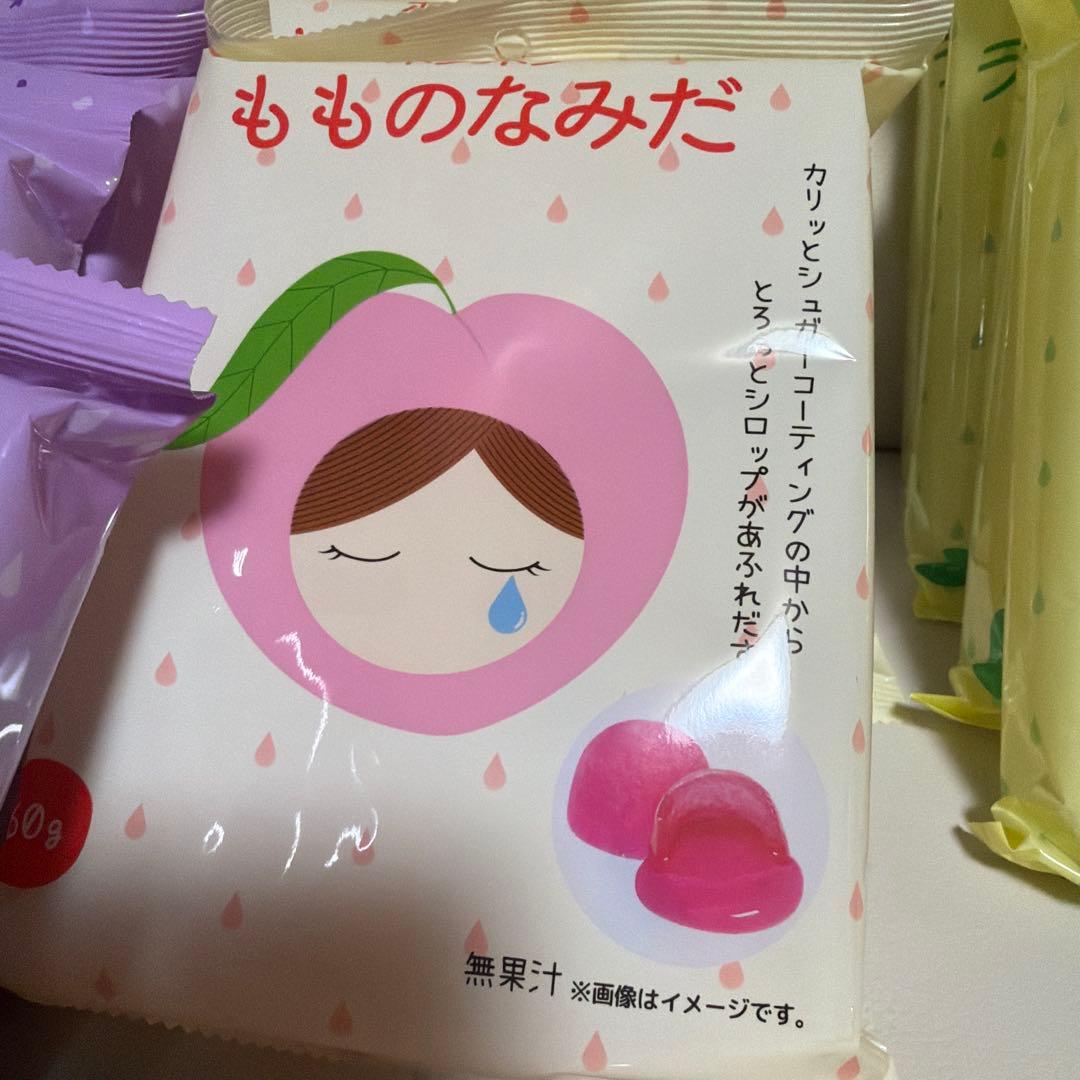 もものなみだ
カリッとシュガーコーティングの中から
とろっとシロップがあふれだす
60g
無果汁 ※画像はイメージです。